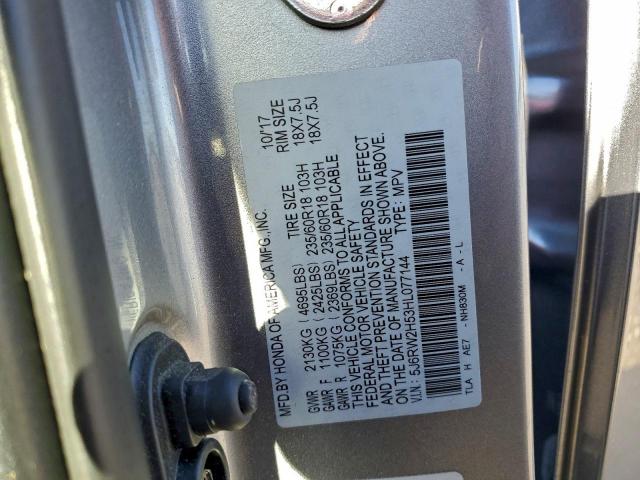 MFD.BY HONDA OF AMERICA MFG.,INC. 10/17
TIRE SIZE RIM SIZE
GVWR 2130KG ( 4695LBS)
GAWR F 1100KG ( 2425LBS) 235/60R18 103H 18X7.5J
GAWR R 1075KG ( 2369LBS) 235/60R18 103H 18X7.5J
THIS VEHICLE CONFORMS TO ALL APPLICABLE
FEDERAL MOTOR VEHICLE SAFETY
AND THEFT PREVENTION STANDARDS IN EFFECT
ON THE DATE OF MANUFACTURE SHOWN ABOVE.
V.I.N.: 5J6RW2H53HL077144 TYPE: MPV
TLA H AE7 -NH830M -A -L